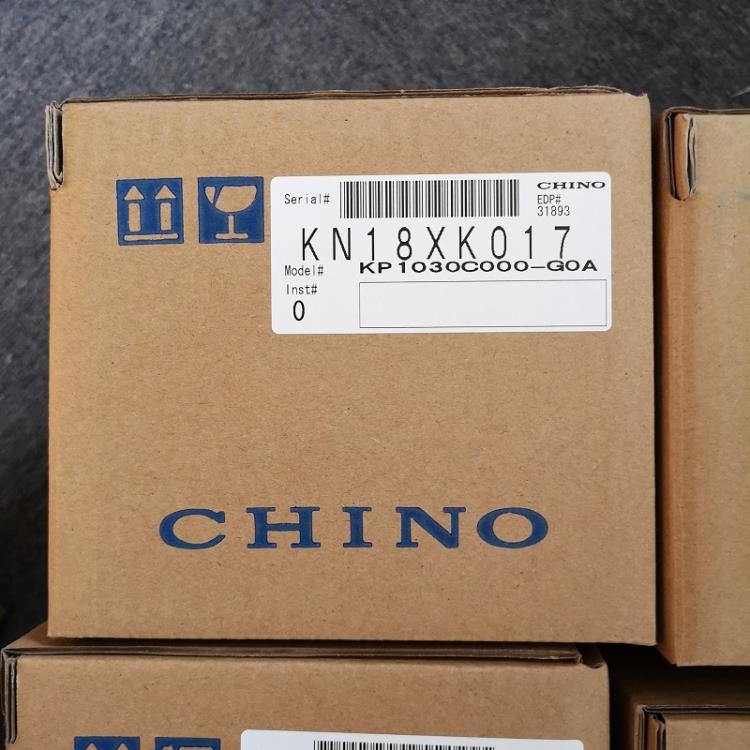 Serial#
CHINO
EDP#
31893
KN18XK017
Model# KP1030C000-G0A
Inst#
0
CHINO